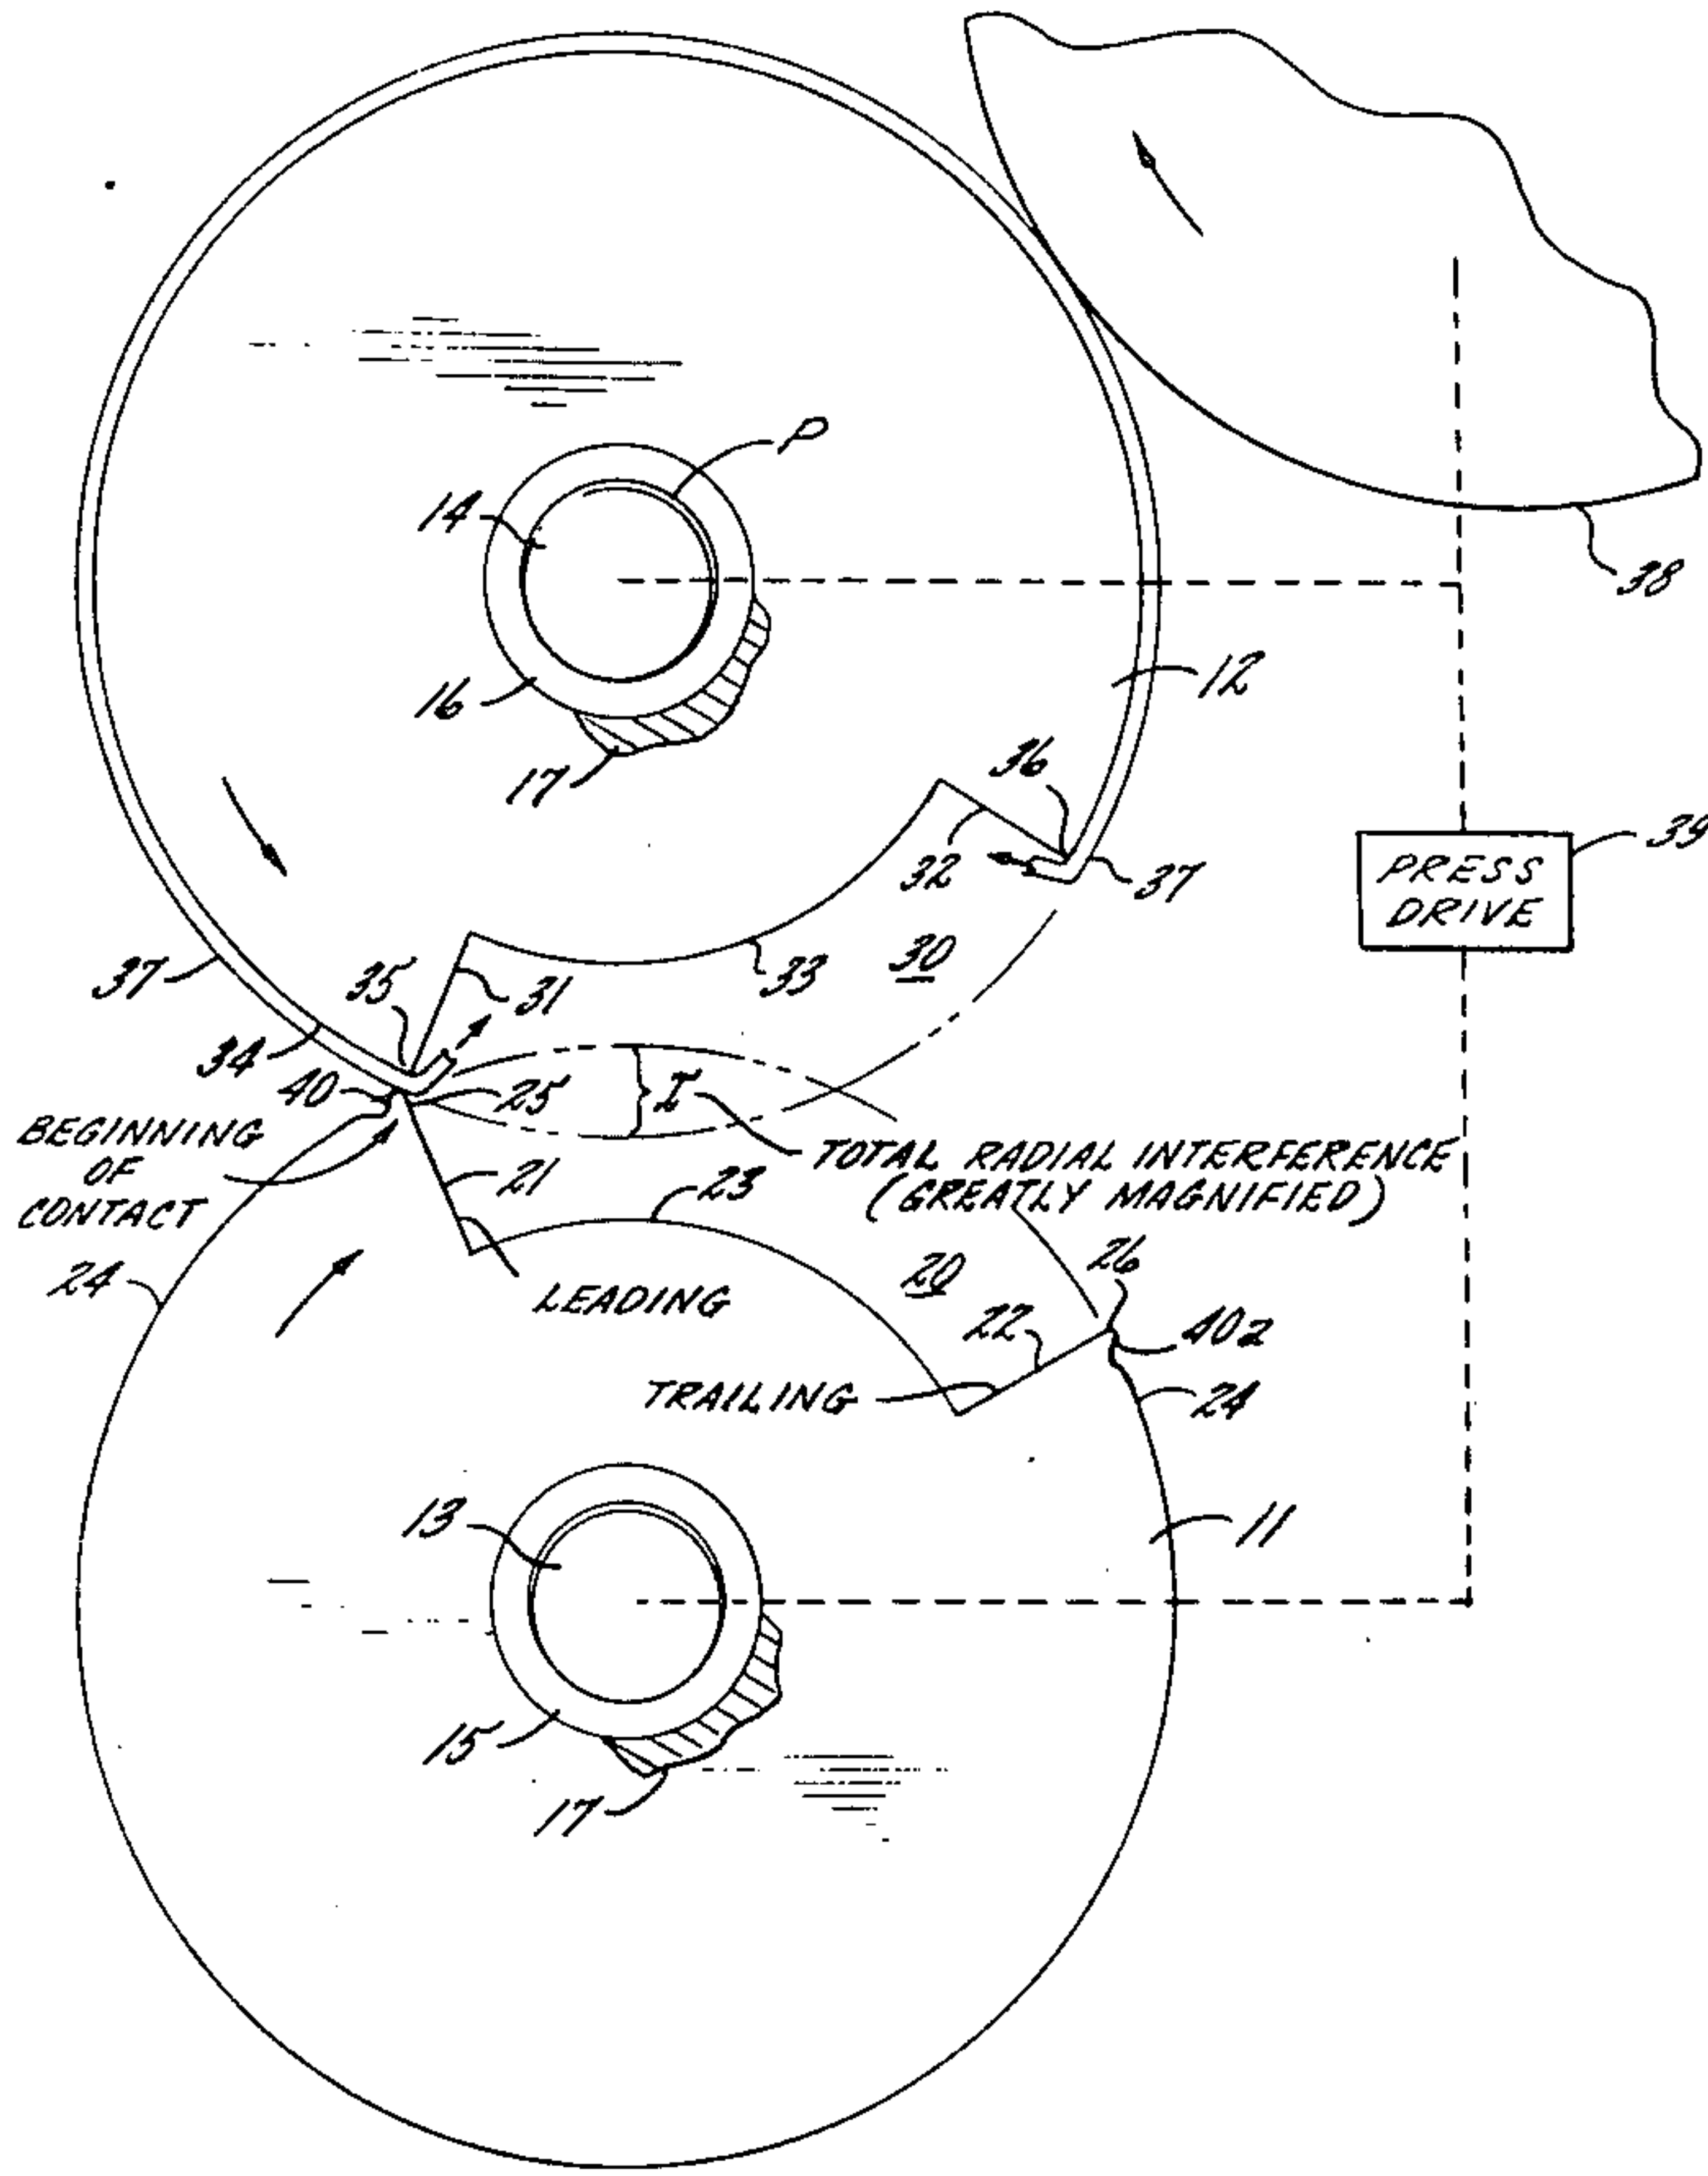 P
14
38
16
12
17
36
32
37
39
PRESS
DRIVE
30
33
37
35
31
34
40
25
I
BEGINNING
OF
CONTACT
TOTAL RADIAL INTERFERENCE
(GREATLY MAGNIFIED)
21
23
24
20
26
LEADING
22
40a
TRAILING
24
13
11
15
17